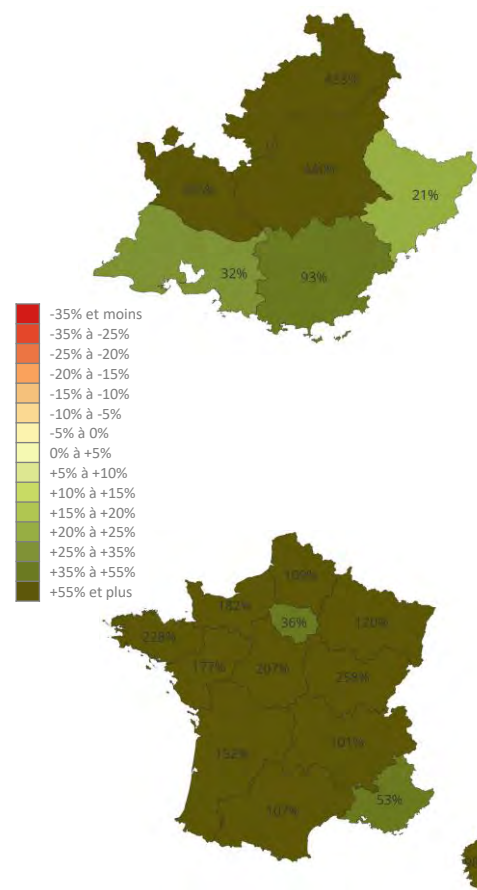 21%
32%
93%
-35% et moins
-35% à -25%
-25% à -20%
-20% à -15%
-15% à -10%
-10% à -5%
-5% à 0%
0% à +5%
+5% à +10%
+10% à +15%
+15% à +20%
+20% à +25%
+25% à +35%
+35% à +55%
+55% et plus
109%
182%
36%
120%
228%
177%
207%
152%
101%
107%
53%